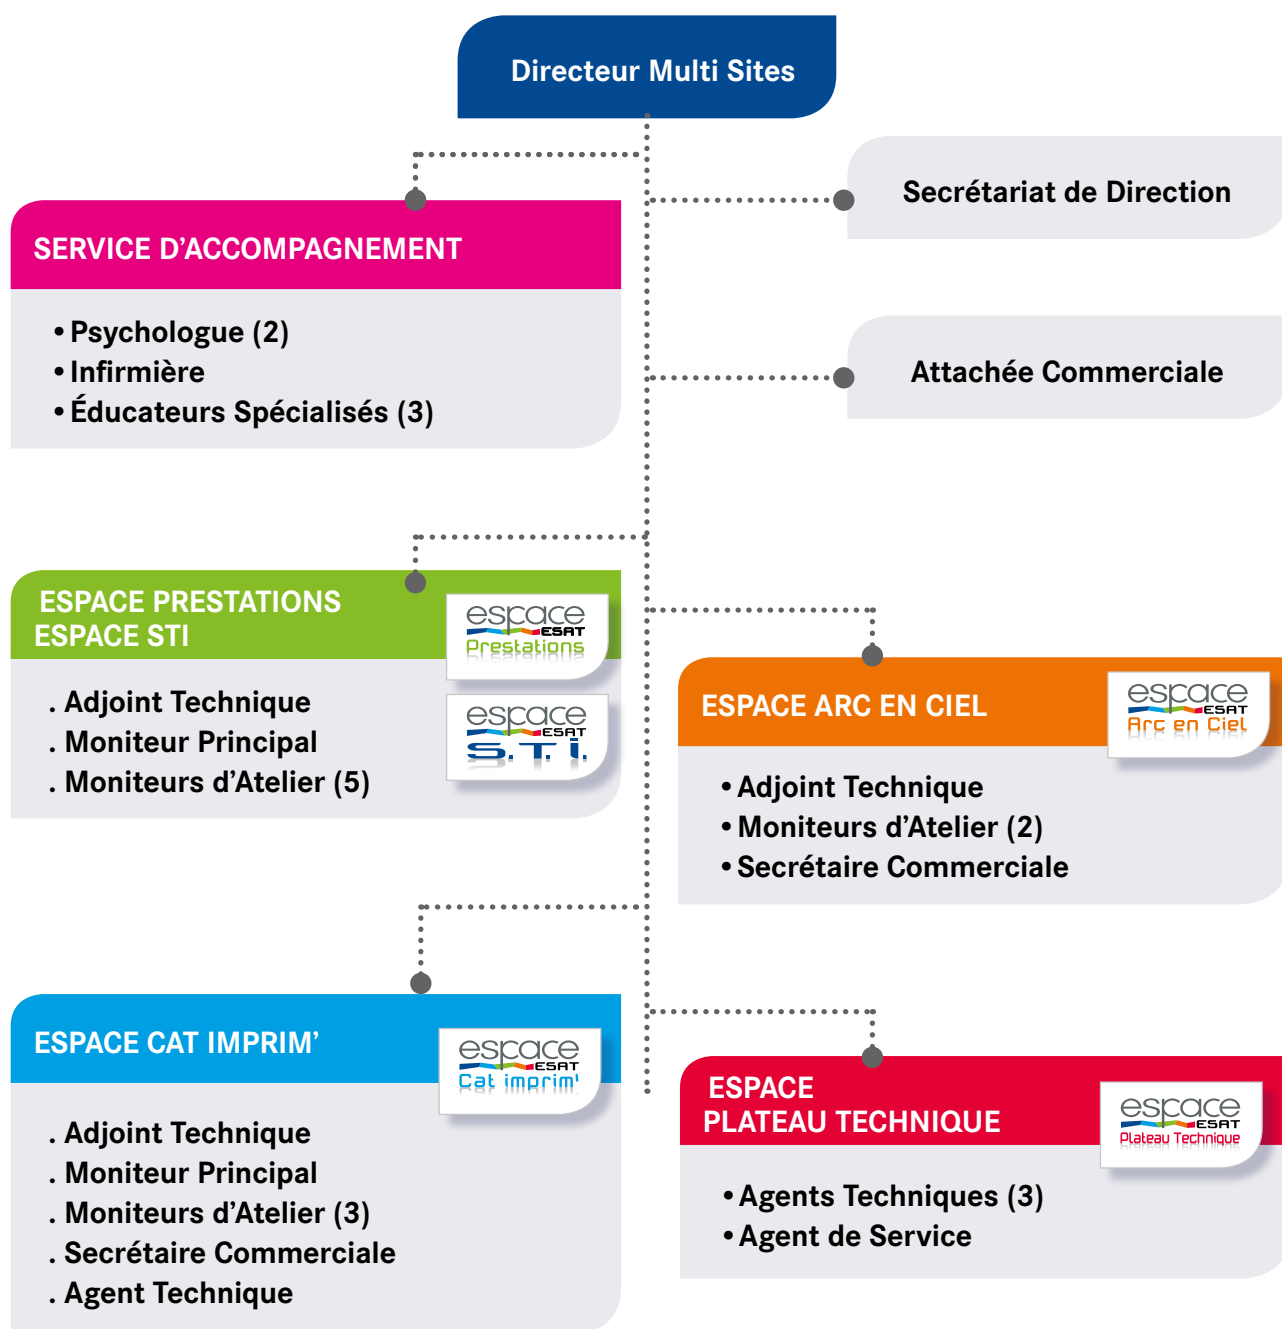 Directeur Multi Sites
Secrétariat de Direction
SERVICE D’ACCOMPAGNEMENT
• Psychologue (2)
• Infirmière
• Éducateurs Spécialisés (3)
Attachée Commerciale
ESPACE PRESTATIONS
ESPACE STI
espace
ESAT
Prestations
. Adjoint Technique
. Moniteur Principal
. Moniteurs d’Atelier (5)
espace
ESAT
S.T.I.
ESPACE ARC EN CIEL
espace
ESAT
Arc en Ciel
• Adjoint Technique
• Moniteurs d’Atelier (2)
• Secrétaire Commerciale
ESPACE CAT IMPRIM’
espace
ESAT
Cat imprim'
. Adjoint Technique
. Moniteur Principal
. Moniteurs d’Atelier (3)
. Secrétaire Commerciale
. Agent Technique
ESPACE
PLATEAU TECHNIQUE
espace
ESAT
Plateau Technique
• Agents Techniques (3)
• Agent de Service